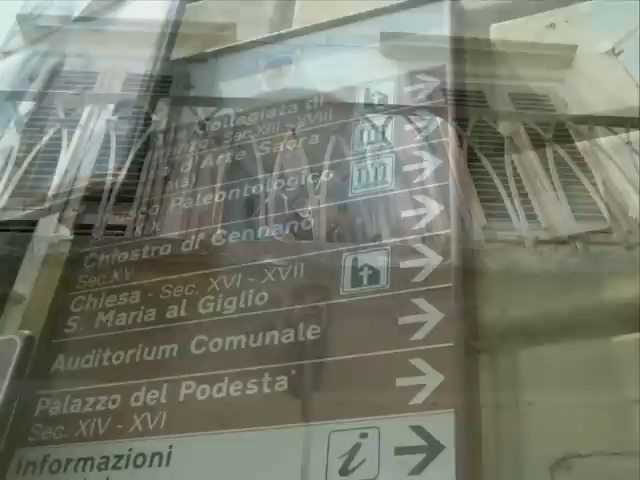 Collegiata di
Sec. XIII - XVIII
di Arte Sacra
Paleontologico
Chiostro di Cennano
Sec. XV
Chiesa - Sec. XVI - XVII
S. Maria al Giglio
Auditorium Comunale
Palazzo del Podesta'
Sec. XIV - XVI
Informazioni
i